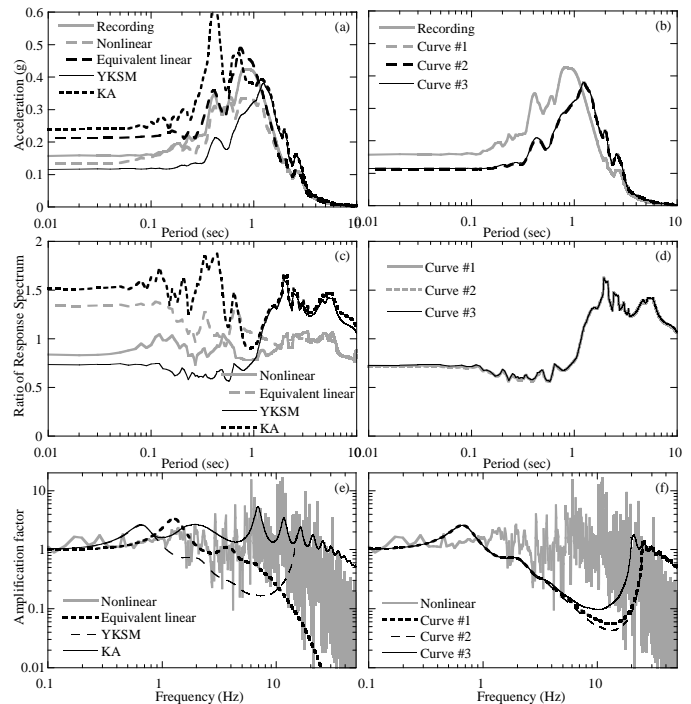 0.6
0.5
0.4
0.3
0.2
0.1
0
Acceleration (g)
(a)
Recording
Nonlinear
Equivalent linear
YKSM
KA
0.01 0.1 1 10
Period (sec)
(b)
Recording
Curve #1
Curve #2
Curve #3
0.01 0.1 1 10
Period (sec)
2
1.5
1
0.5
0
Ratio of Response Spectrum
(c)
Nonlinear
Equivalent linear
YKSM
KA
0.01 0.1 1 10
Period (sec)
(d)
Curve #1
Curve #2
Curve #3
0.01 0.1 1 10
Period (sec)
10
1
0.1
0.01
Amplification factor
(e)
Nonlinear
Equivalent linear
YKSM
KA
0.1 1 10
Frequency (Hz)
(f)
Nonlinear
Curve #1
Curve #2
Curve #3
0.1 1 10
Frequency (Hz)